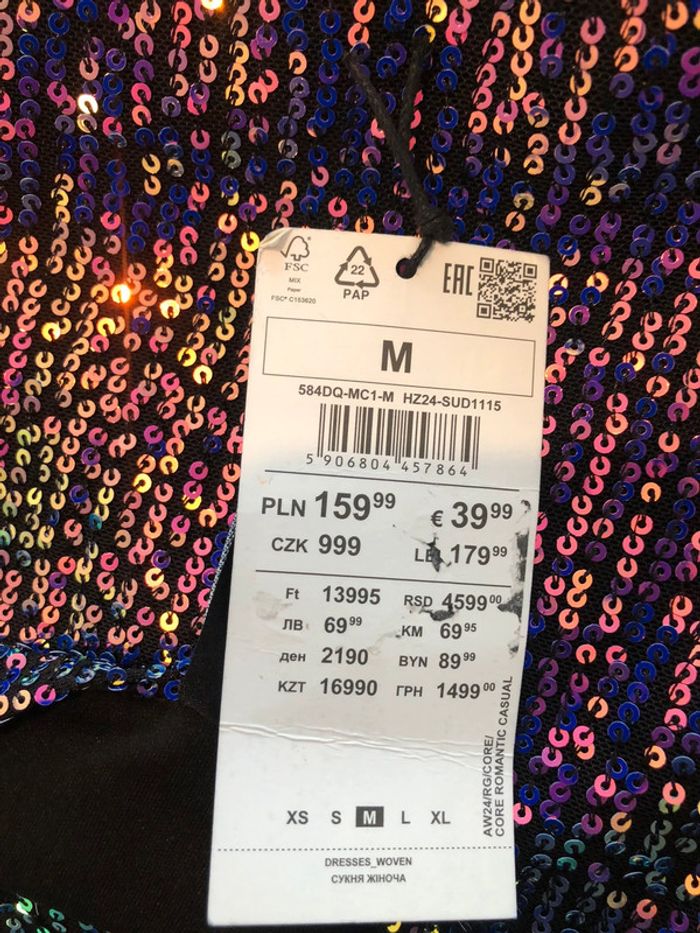 FSC
MIX
Paper
FSC® C153620
22
PAP
EAC
M
584DQ-MC1-M HZ24-SUD1115
5 906804 457864
PLN 159 99 € 39 99
CZK 999 LEI 179 99
Ft 13995 RSD 4599 00
ЛВ 69 99 KM 69 95
ден 2190 BYN 89 99
KZT 16990 ГРН 1499 00
AW24/RG/CORE/
CORE ROMANTIC CASUAL
XS S M L XL
DRESSES_WOVEN
СУКНЯ ЖІНОЧА